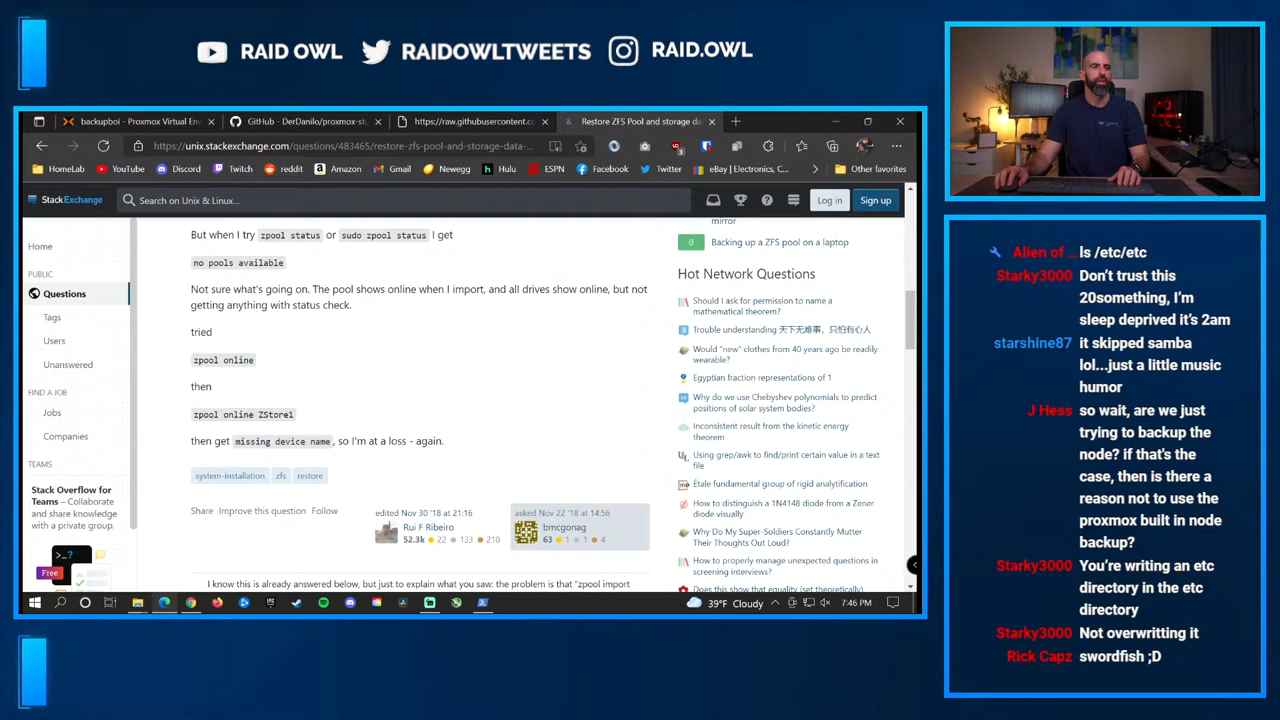 RAID OWL
RAIDOWLTWEETS
RAID.OWL
backupboi - Proxmox Virtual En
GitHub - DerDanilo/proxmox-stu
https://raw.githubusercontent.c
Restore ZFS Pool and storage da
https://unix.stackexchange.com/questions/483465/restore-zfs-pool-and-storage-data-...
HomeLab
YouTube
Discord
Twitch
reddit
Amazon
Gmail
Newegg
Hulu
ESPN
Facebook
Twitter
eBay | Electronics, C...
Other favorites
StackExchange
Search on Unix & Linux...
Log in
Sign up
Home
PUBLIC
Questions
Tags
Users
Unanswered
FIND A JOB
Jobs
Companies
TEAMS
Stack Overflow for
Teams – Collaborate
and share knowledge
with a private group.
>_?
Free
But when I try zpool status or sudo zpool status I get
no pools available
Not sure what's going on. The pool shows online when I import, and all drives show online, but not
getting anything with status check.
tried
zpool online
then
zpool online ZStore1
then get missing device name, so I'm at a loss - again.
system-installation
zfs
restore
Share Improve this question Follow
edited Nov 30 '18 at 21:16
Rui F Ribeiro
52.3k 22 133 210
asked Nov 22 '18 at 14:56
bmcgonag
63 1 1 4
I know this is already answered below, but just to explain what you saw: the problem is that "zpool import
mirror
0 Backing up a ZFS pool on a laptop
Hot Network Questions
Should I ask for permission to name a
mathematical theorem?
Trouble understanding 天下无难事，只怕有心人
Would "new" clothes from 40 years ago be readily
wearable?
Egyptian fraction representations of 1
Why do we use Chebyshev polynomials to predict
positions of solar system bodies?
Inconsistent result from the kinetic energy
theorem
Using grep/awk to find/print certain value in a text
file
Étale fundamental group of regular analytification
How to distinguish a 1N4148 diode from a Zener
diode visually
Why Do My Super-Soldiers Constantly Mutter
Their Thoughts Out Loud?
How to properly manage unexpected questions in
screening interviews?
Does this show that equality (set theoretically)
39°F Cloudy
7:46 PM
Alien of ... ls /etc/etc
Starky3000 Don't trust this
20something, I'm
sleep deprived it's 2am
starshine87 it skipped samba
lol...just a little music
humor
J Hess so wait, are we just
trying to backup the
node? if that's the
case, then is there a
reason not to use the
proxmox built in node
backup?
Starky3000 You're writing an etc
directory in the etc
directory
Starky3000 Not overwritting it
Rick Capz swordfish ;D